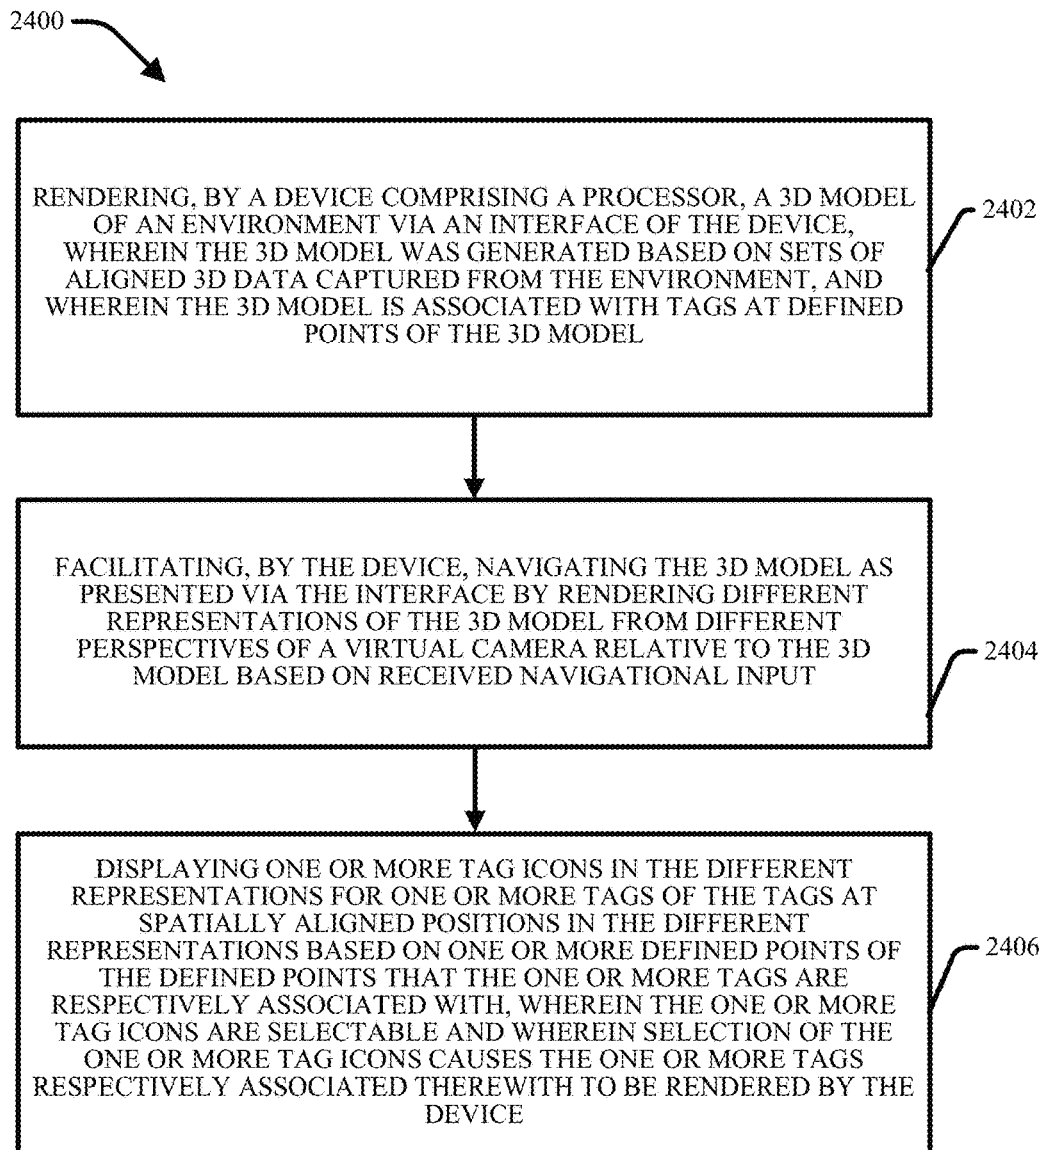 2400
RENDERING, BY A DEVICE COMPRISING A PROCESSOR, A 3D MODEL
OF AN ENVIRONMENT VIA AN INTERFACE OF THE DEVICE,
WHEREIN THE 3D MODEL WAS GENERATED BASED ON SETS OF
ALIGNED 3D DATA CAPTURED FROM THE ENVIRONMENT, AND
WHEREIN THE 3D MODEL IS ASSOCIATED WITH TAGS AT DEFINED
POINTS OF THE 3D MODEL
2402
FACILITATING, BY THE DEVICE, NAVIGATING THE 3D MODEL AS
PRESENTED VIA THE INTERFACE BY RENDERING DIFFERENT
REPRESENTATIONS OF THE 3D MODEL FROM DIFFERENT
PERSPECTIVES OF A VIRTUAL CAMERA RELATIVE TO THE 3D
MODEL BASED ON RECEIVED NAVIGATIONAL INPUT
2404
DISPLAYING ONE OR MORE TAG ICONS IN THE DIFFERENT
REPRESENTATIONS FOR ONE OR MORE TAGS OF THE TAGS AT
SPATIALLY ALIGNED POSITIONS IN THE DIFFERENT
REPRESENTATIONS BASED ON ONE OR MORE DEFINED POINTS OF
THE DEFINED POINTS THAT THE ONE OR MORE TAGS ARE
RESPECTIVELY ASSOCIATED WITH, WHEREIN THE ONE OR MORE
TAG ICONS ARE SELECTABLE AND WHEREIN SELECTION OF THE
ONE OR MORE TAG ICONS CAUSES THE ONE OR MORE TAGS
RESPECTIVELY ASSOCIATED THEREWITH TO BE RENDERED BY THE
DEVICE
2406